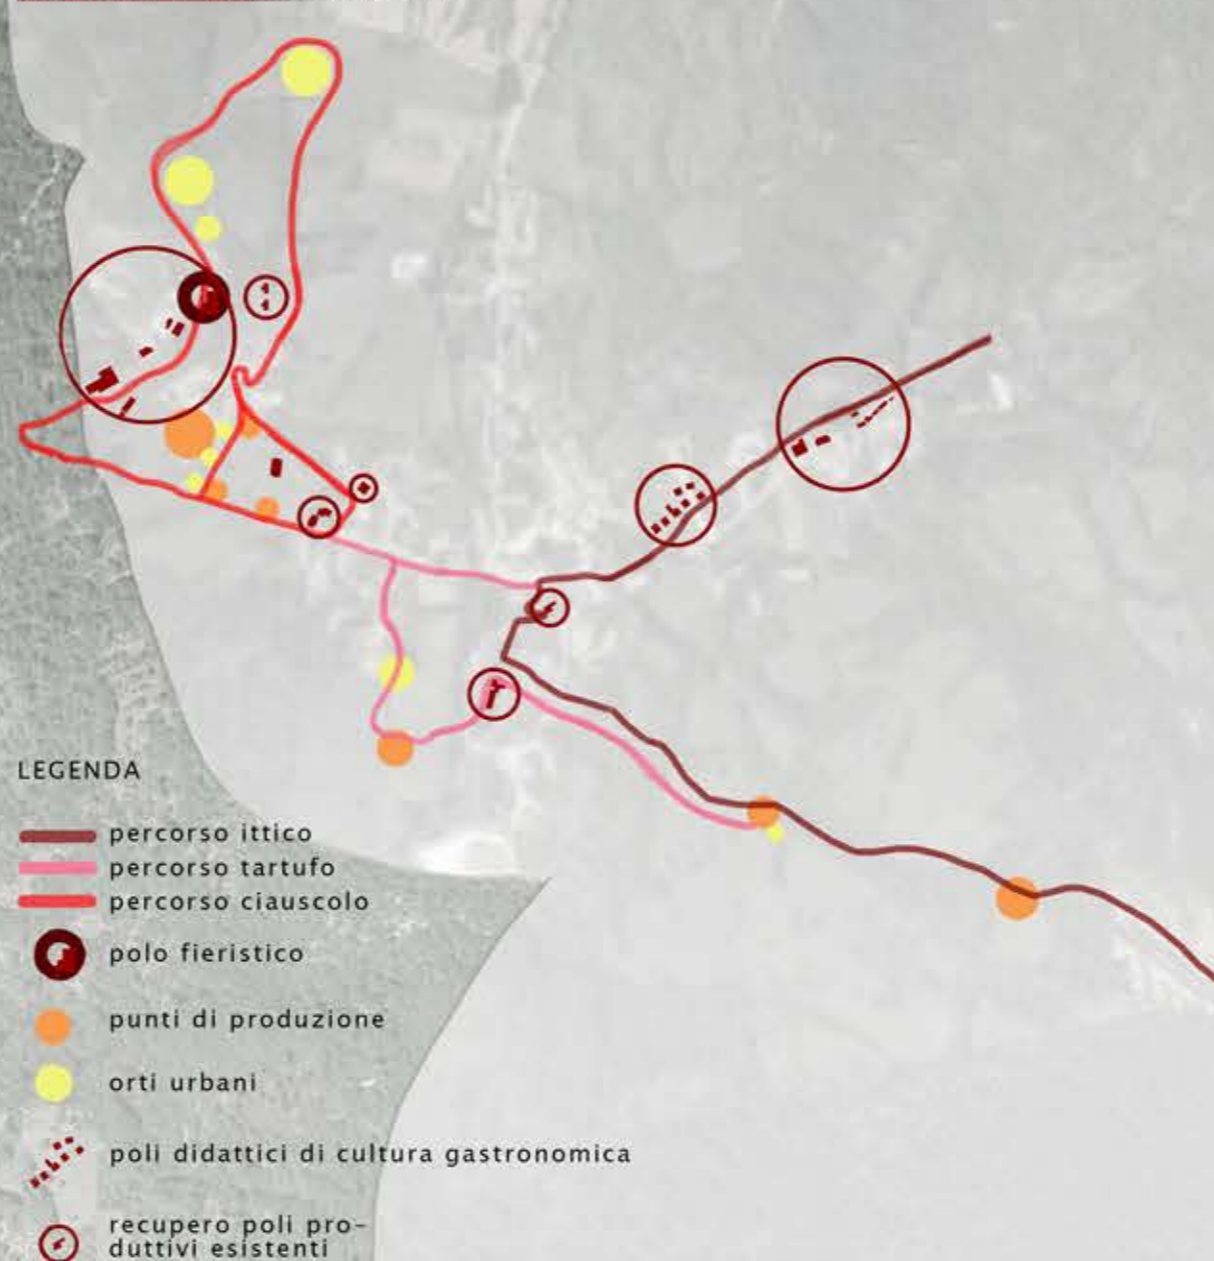 LEGENDA
percorso ittico
percorso tartufo
percorso ciauscolo
polo fieristico
punti di produzione
orti urbani
poli didattici di cultura gastronomica
recupero poli pro-
duttivi esistenti